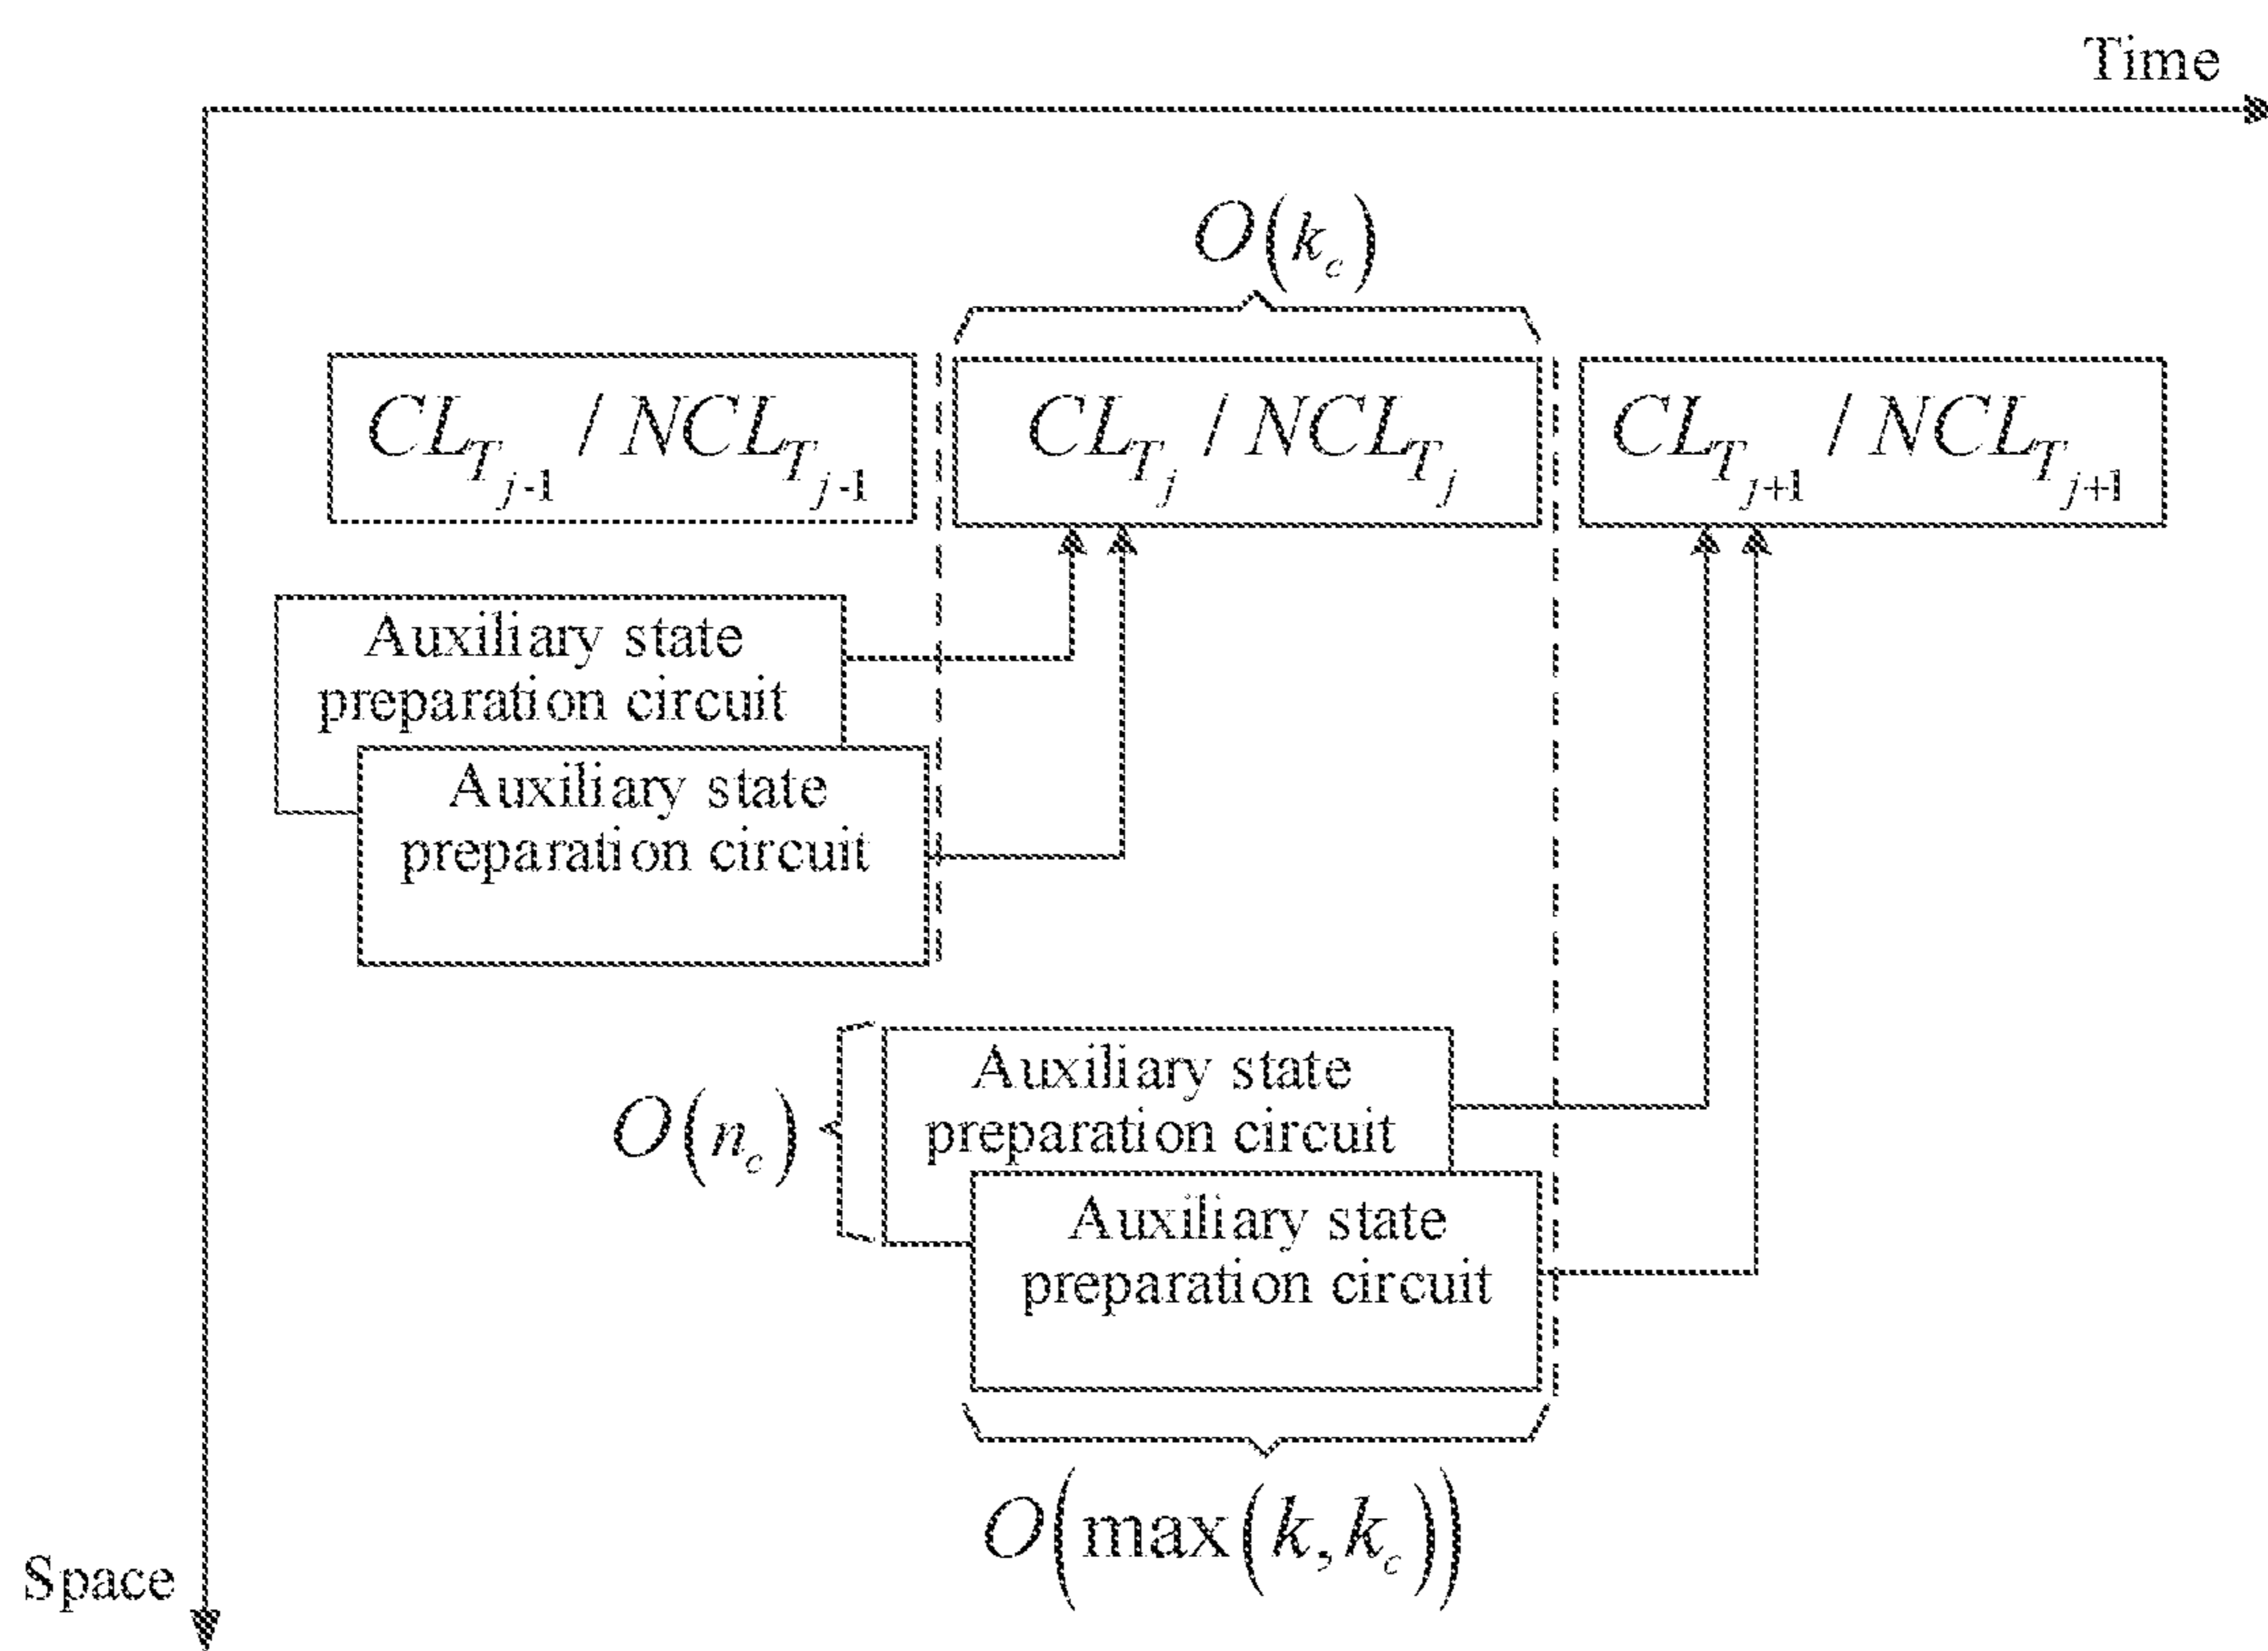 Time
O(k_c)
CL_{T_{j-1}} / NCL_{T_{j-1}}
CL_{T_j} / NCL_{T_j}
CL_{T_{j+1}} / NCL_{T_{j+1}}
Auxiliary state
preparation circuit
Auxiliary state
preparation circuit
O(n_c)
Auxiliary state
preparation circuit
Auxiliary state
preparation circuit
O(max(k, k_c))
Space